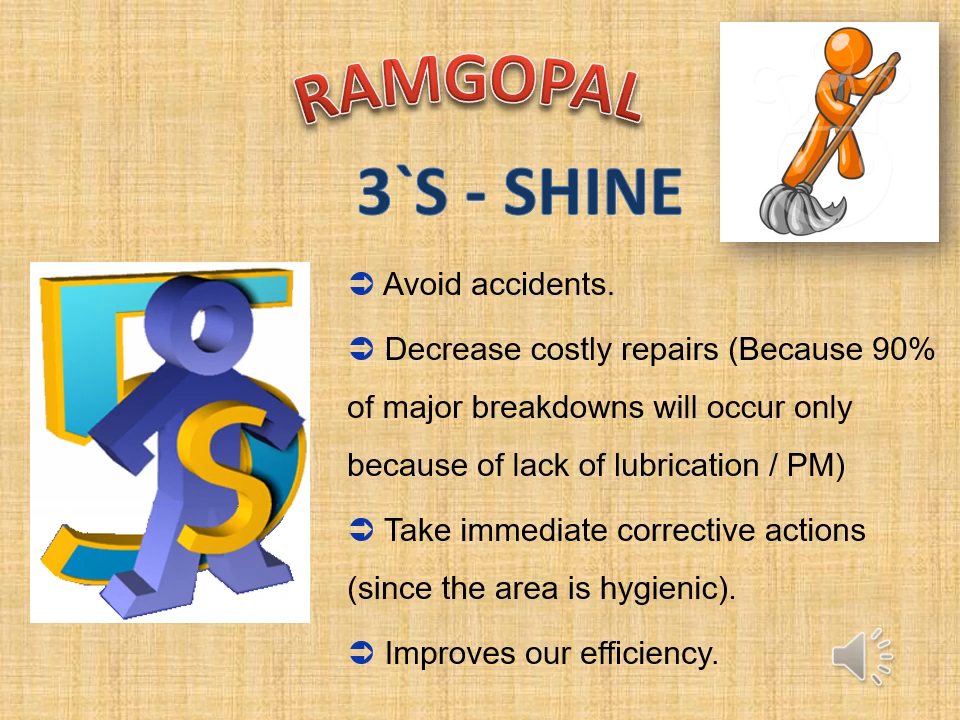 RAMGOPAL
3`S - SHINE
➲ Avoid accidents.
➲ Decrease costly repairs (Because 90%
of major breakdowns will occur only
because of lack of lubrication / PM)
➲ Take immediate corrective actions
(since the area is hygienic).
➲ Improves our efficiency.
5
S